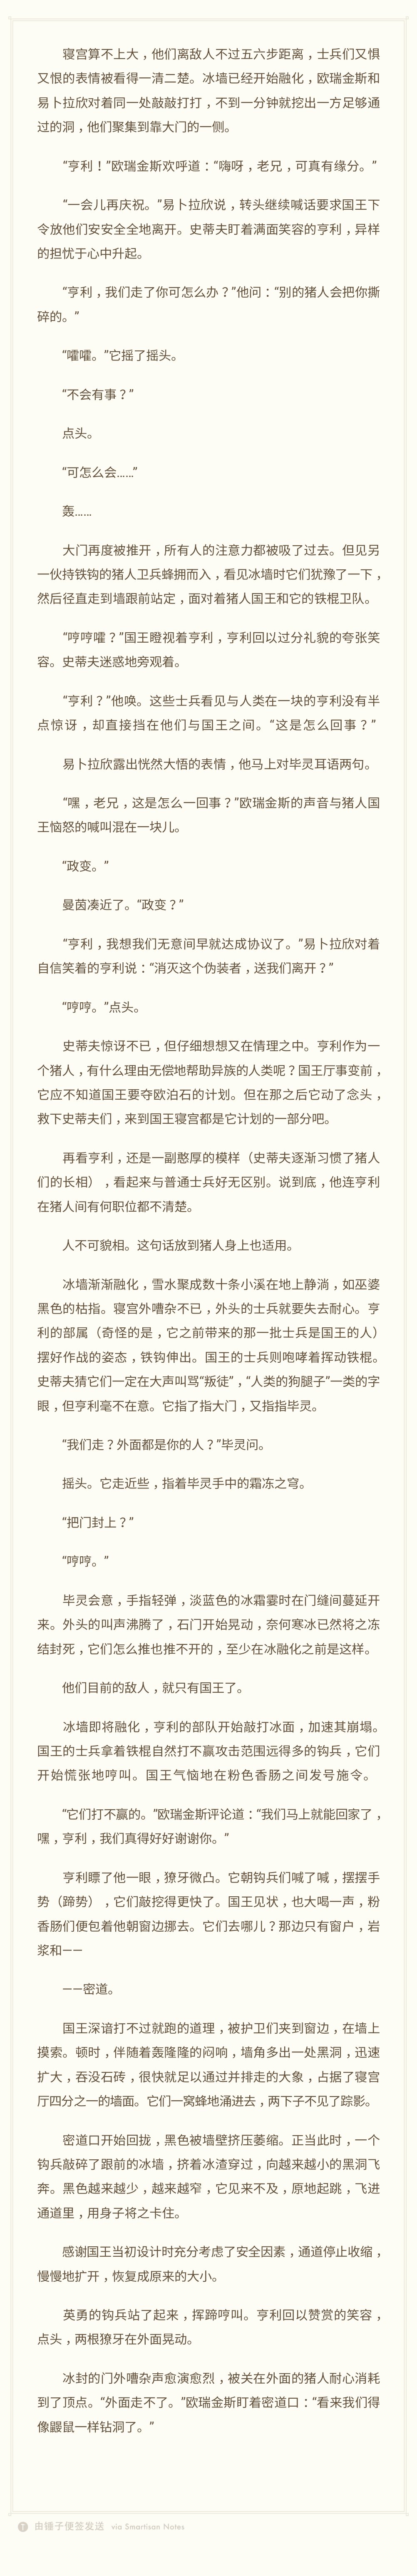 寝宫算不上大，他们离敌人不过五六步距离，士兵们又惧
又恨的表情被看得一清二楚。冰墙已经开始融化，欧瑞金斯和
易卜拉欣对着同一处敲敲打打，不到一分钟就挖出一方足够通
过的洞，他们聚集到靠大门的一侧。
“亨利！”欧瑞金斯欢呼道：“嗨呀，老兄，可真有缘分。”
“一会儿再庆祝。”易卜拉欣说，转头继续喊话要求国王下
令放他们安安全全地离开。史蒂夫盯着满面笑容的亨利，异样
的担忧于心中升起。
“亨利，我们走了你可怎么办？”他问：“别的猪人会把你撕
碎的。”
“嚯嚯。”它摇了摇头。
“不会有事？”
点头。
“可怎么会……”
轰……
大门再度被推开，所有人的注意力都被吸了过去。但见另
一伙持铁钩的猪人卫兵蜂拥而入，看见冰墙时它们犹豫了一下，
然后径直走到墙跟前站定，面对着猪人国王和它的铁棍卫队。
“哼哼嚯？”国王瞪视着亨利，亨利回以过分礼貌的夸张笑
容。史蒂夫迷惑地旁观着。
“亨利？”他唤。这些士兵看见与人类在一块的亨利没有半
点惊讶，却直接挡在他们与国王之间。“这是怎么回事？”
易卜拉欣露出恍然大悟的表情，他马上对毕灵耳语两句。
“嘿，老兄，这是怎么一回事？”欧瑞金斯的声音与猪人国
王恼怒的喊叫混在一块儿。
“政变。”
曼茵凑近了。“政变？”
“亨利，我想我们无意间早就达成协议了。”易卜拉欣对着
自信笑着的亨利说：“消灭这个伪装者，送我们离开？”
“哼哼。”点头。
史蒂夫惊讶不已，但仔细想想又在情理之中。亨利作为一
个猪人，有什么理由无偿地帮助异族的人类呢？国王厅事变前，
它应不知道国王要夺欧泊石的计划。但在那之后它动了念头，
救下史蒂夫们，来到国王寝宫都是它计划的一部分吧。
再看亨利，还是一副憨厚的模样（史蒂夫逐渐习惯了猪人
们的长相），看起来与普通士兵好无区别。说到底，他连亨利
在猪人间有何职位都不清楚。
人不可貌相。这句话放到猪人身上也适用。
冰墙渐渐融化，雪水聚成数十条小溪在地上静淌，如巫婆
黑色的枯指。寝宫外嘈杂不已，外头的士兵就要失去耐心。亨
利的部属（奇怪的是，它之前带来的那一批士兵是国王的人）
摆好作战的姿态，铁钩伸出。国王的士兵则咆哮着挥动铁棍。
史蒂夫猜它们一定在大声叫骂“叛徒”，“人类的狗腿子”一类的字
眼，但亨利毫不在意。它指了指大门，又指指毕灵。
“我们走？外面都是你的人？”毕灵问。
摇头。它走近些，指着毕灵手中的霜冻之穹。
“把门封上？”
“哼哼。”
毕灵会意，手指轻弹，淡蓝色的冰霜霎时在门缝间蔓延开
来。外头的叫声沸腾了，石门开始晃动，奈何寒冰已然将之冻
结封死，它们怎么推也推不开的，至少在冰融化之前是这样。
他们目前的敌人，就只有国王了。
冰墙即将融化，亨利的部队开始敲打冰面，加速其崩塌。
国王的士兵拿着铁棍自然打不赢攻击范围远得多的钩兵，它们
开始慌张地哼叫。国王气恼地在粉色香肠之间发号施令。
“它们打不赢的。”欧瑞金斯评论道：“我们马上就能回家了，
嘿，亨利，我们真得好好谢谢你。”
亨利瞟了他一眼，獠牙微凸。它朝钩兵们喊了喊，摆摆手
势（蹄势），它们敲挖得更快了。国王见状，也大喝一声，粉
香肠们便包着他朝窗边挪去。它们去哪儿？那边只有窗户，岩
浆和——
——密道。
国王深谙打不过就跑的道理，被护卫们夹到窗边，在墙上
摸索。顿时，伴随着轰隆隆的闷响，墙角多出一处黑洞，迅速
扩大，吞没石砖，很快就足以通过并排走的大象，占据了寝宫
厅四分之一的墙面。它们一窝蜂地涌进去，两下子不见了踪影。
密道口开始回拢，黑色被墙壁挤压萎缩。正当此时，一个
钩兵敲碎了跟前的冰墙，挤着冰渣穿过，向越来越小的黑洞飞
奔。黑色越来越少，越来越窄，它见来不及，原地起跳，飞进
通道里，用身子将之卡住。
感谢国王当初设计时充分考虑了安全因素，通道停止收缩，
慢慢地扩开，恢复成原来的大小。
英勇的钩兵站了起来，挥蹄哼叫。亨利回以赞赏的笑容，
点头，两根獠牙在外面晃动。
冰封的门外嘈杂声愈演愈烈，被关在外面的猪人耐心消耗
到了顶点。“外面走不了。”欧瑞金斯盯着密道口：“看来我们得
像鼹鼠一样钻洞了。”
由锤子便签发送 via Smartisan Notes